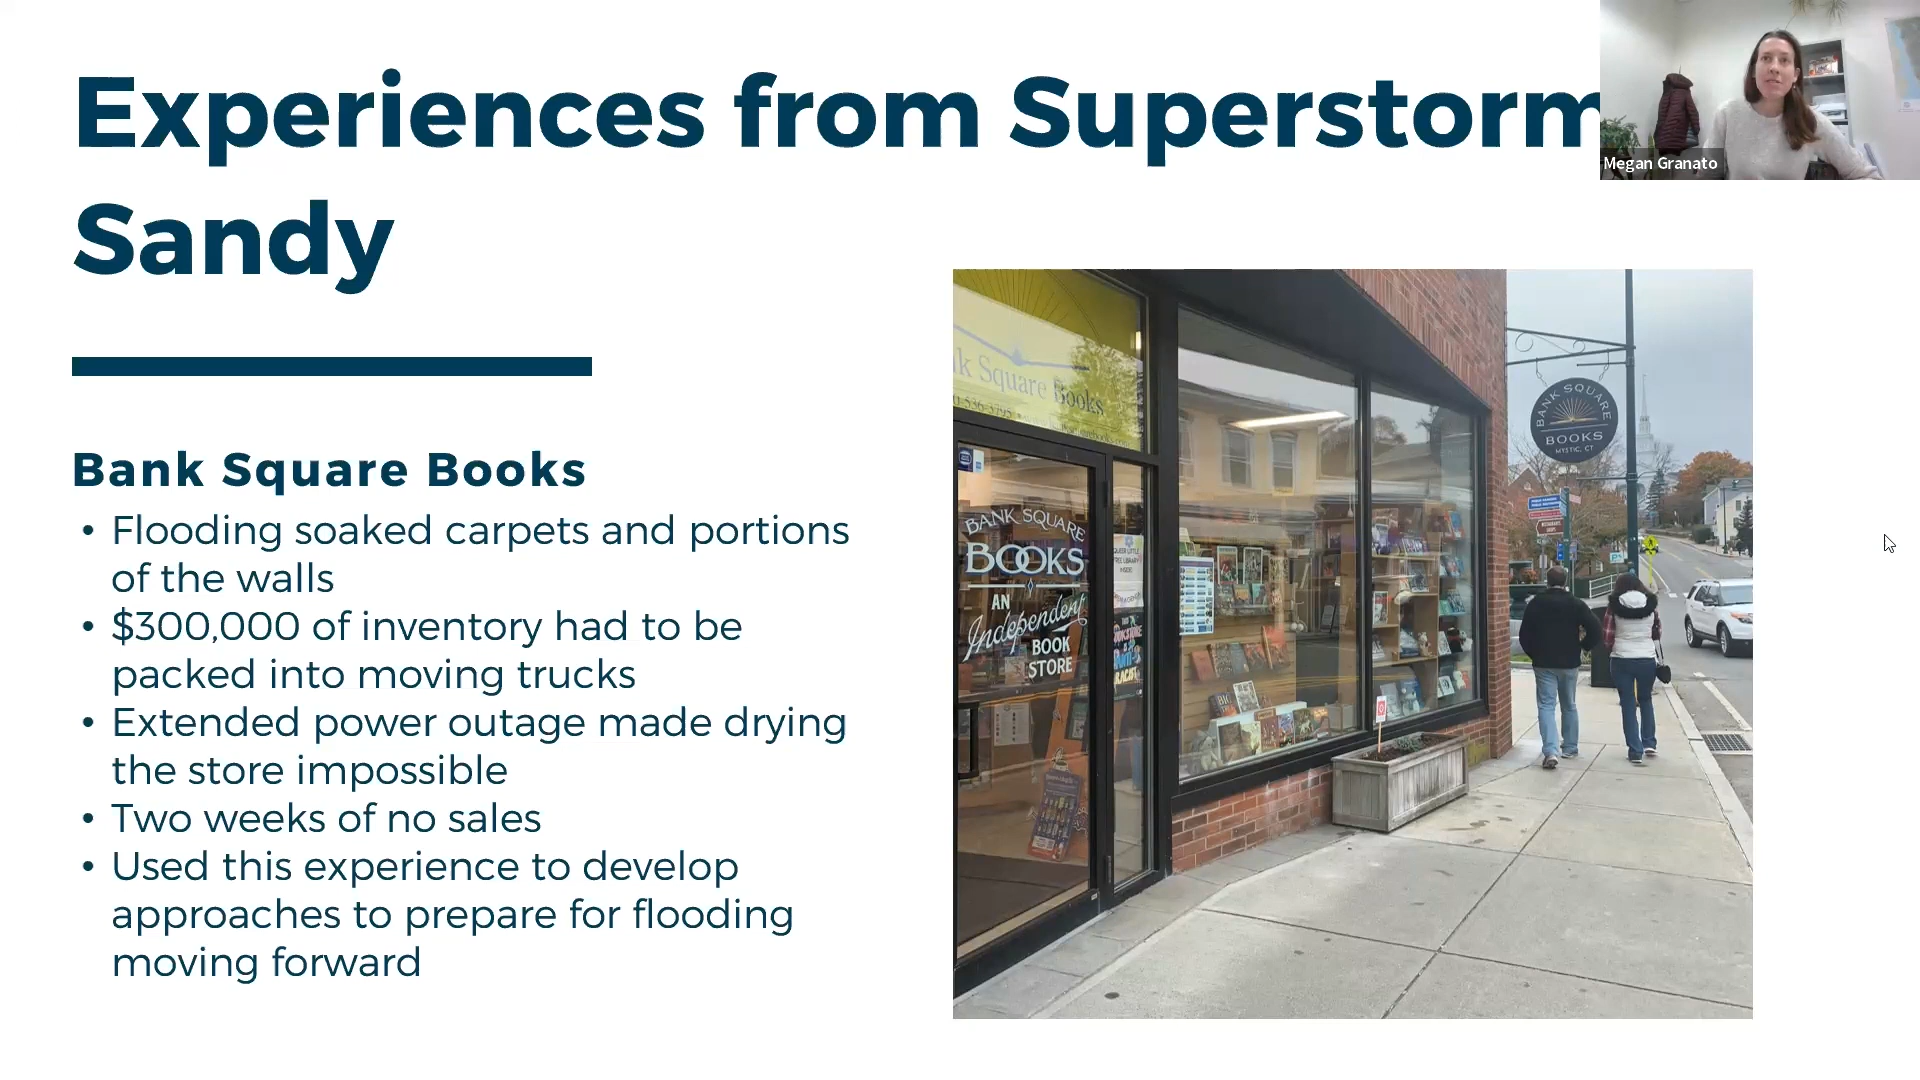 Experiences from Superstorm
Sandy
Megan Granato
Bank Square Books
• Flooding soaked carpets and portions
of the walls
• $300,000 of inventory had to be
packed into moving trucks
• Extended power outage made drying
the store impossible
• Two weeks of no sales
• Used this experience to develop
approaches to prepare for flooding
moving forward
Square Books
BANK SQUARE
BOOKS
AN
Independent
BOOK
STORE
BANK SQUARE
BOOKS
MYSTIC, CT